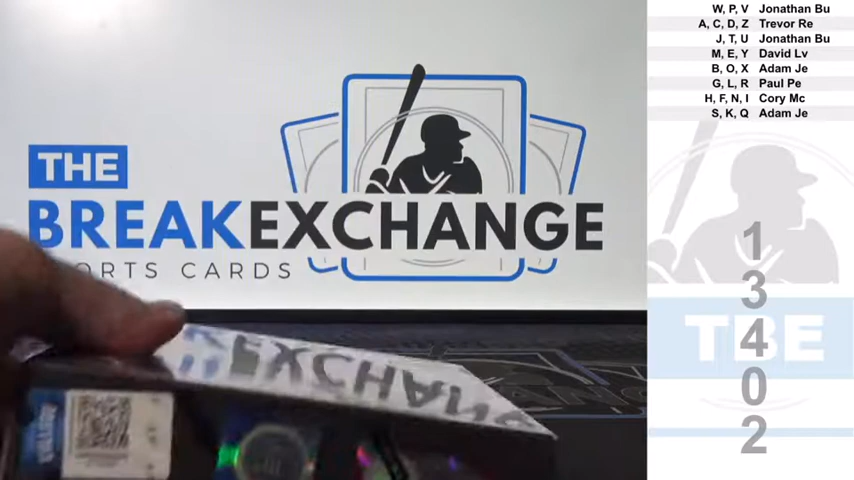 THE
BREAKEXCHANGE
ORTS CARDS
W, P, V Jonathan Bu
A, C, D, Z Trevor Re
J, T, U Jonathan Bu
M, E, Y David Lv
B, O, X Adam Je
G, L, R Paul Pe
H, F, N, I Cory Mc
S, K, Q Adam Je
TBE
1
3
4
0
2